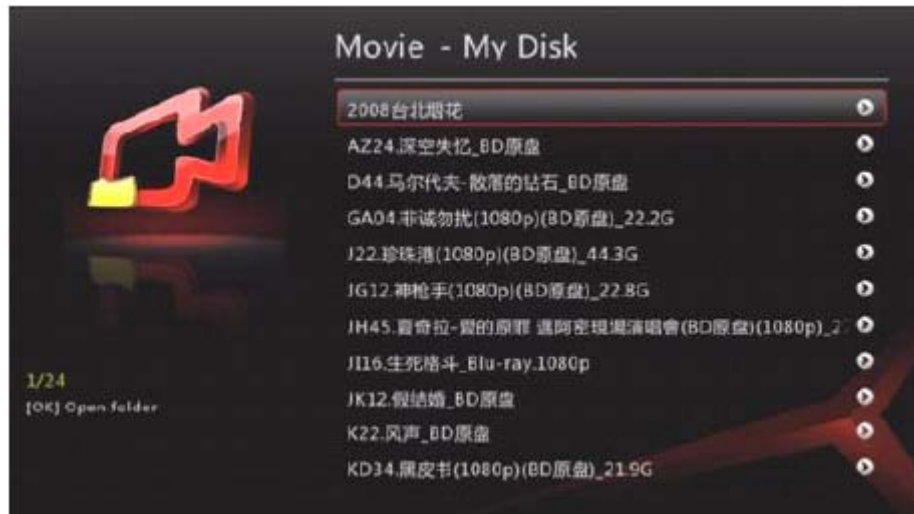 Movie - My Disk
2008台北烟花
AZ24.深空失忆_BD原盘
D44.马尔代夫-散落的钻石_BD原盘
GA04.非诚勿扰(1080p)(BD原盘)_22.2G
J22.珍珠港(1080p)(BD原盘)_44.3G
JG12.神枪手(1080p)(BD原盘)_22.8G
JH45.夏奇拉-愛的原罪 邁阿密現場演唱會(BD原盘)(1080p)_2
JI16.生死格斗_Blu-ray.1080p
JK12.假结婚_BD原盘
K22.风声_BD原盘
KD34.黑皮书(1080p)(BD原盘)_21.9G
1/24
[OK] Open folder